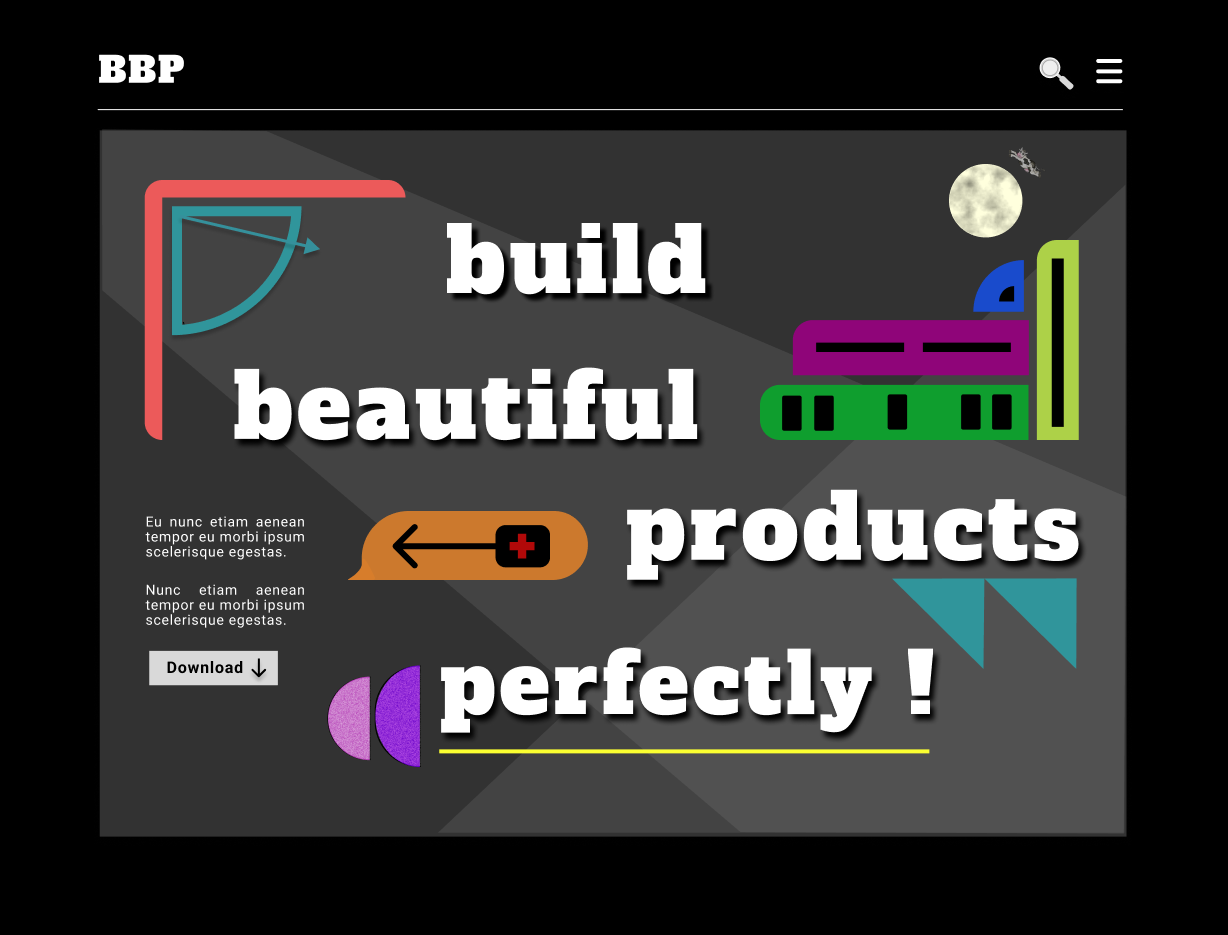 BBP
build
beautiful
products
Eu nunc etiam aenean
tempor eu morbi ipsum
scelerisque egestas.
Nunc etiam aenean
tempor eu morbi ipsum
scelerisque egestas.
Download
perfectly !